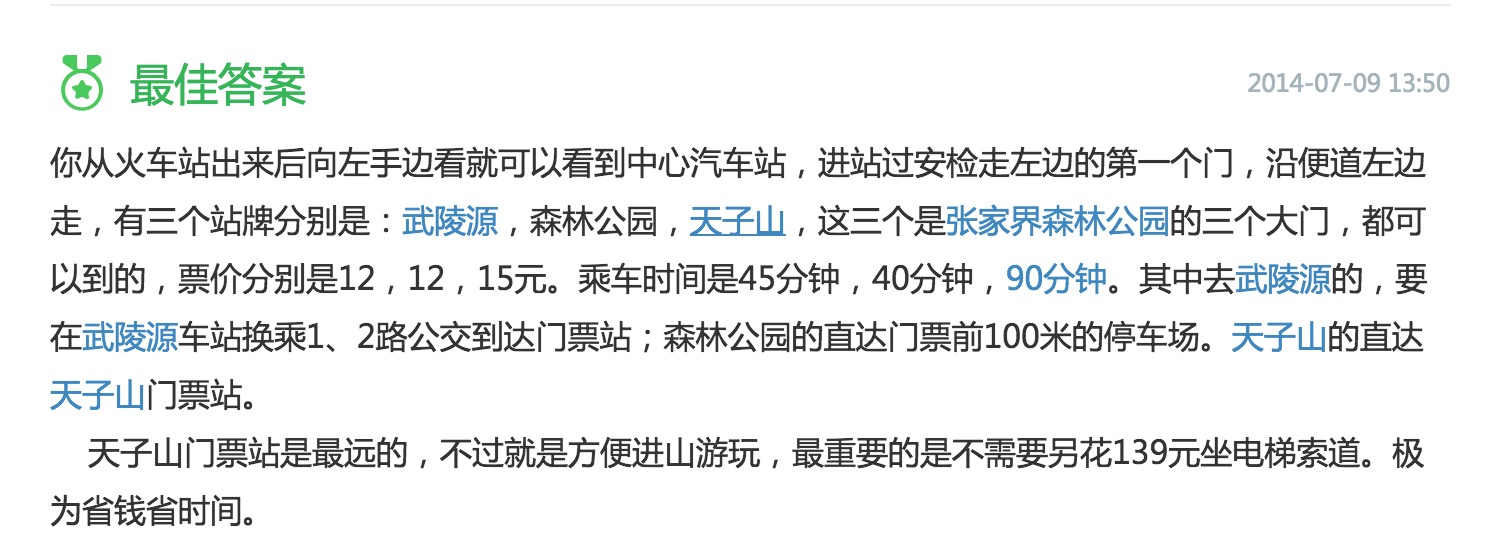 最佳答案
2014-07-09 13:50
你从火车站出来后向左手边看就可以看到中心汽车站，进站过安检走左边的第一个门，沿便道左边
走，有三个站牌分别是：武陵源，森林公园，天子山，这三个是张家界森林公园的三个大门，都可
以到的，票价分别是12，12，15元。乘车时间是45分钟，40分钟，90分钟。其中去武陵源的，要
在武陵源车站换乘1、2路公交到达门票站；森林公园的直达门票前100米的停车场。天子山的直达
天子山门票站。
天子山门票站是最远的，不过就是方便进山游玩，最重要的是不需要另花139元坐电梯索道。极
为省钱省时间。